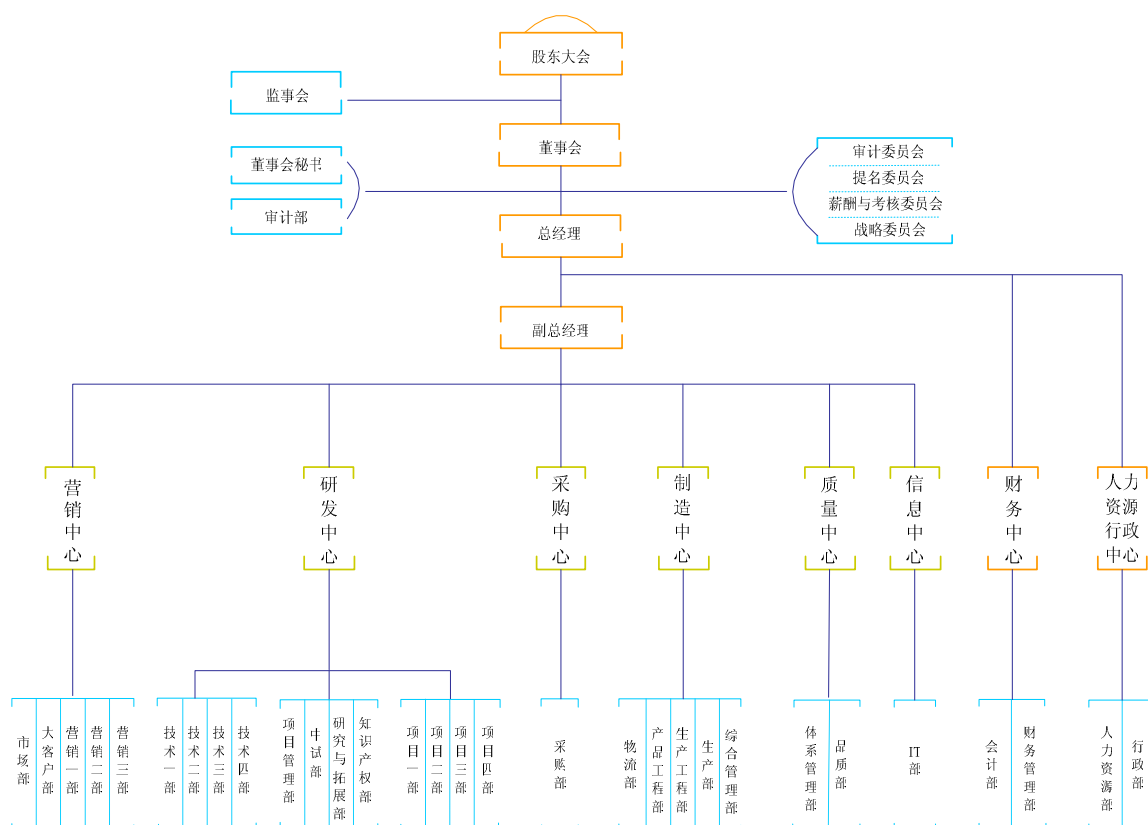 股东大会
监事会
董事会
董事会秘书
审计部
审计委员会
提名委员会
薪酬与考核委员会
战略委员会
总经理
副总经理
营销中心
研发中心
采购中心
制造中心
质量中心
信息中心
财务中心
人力资源行政中心
市场部
大客户部
营销一部
营销二部
营销三部
技术一部
技术二部
技术三部
技术四部
项目管理部
中试部
研究与拓展部
知识产权部
项目一部
项目二部
项目三部
项目四部
采购部
物流部
产品工程部
生产工程部
生产部
综合管理部
体系管理部
品质部
IT部
会计部
财务管理部
人力资源部
行政部